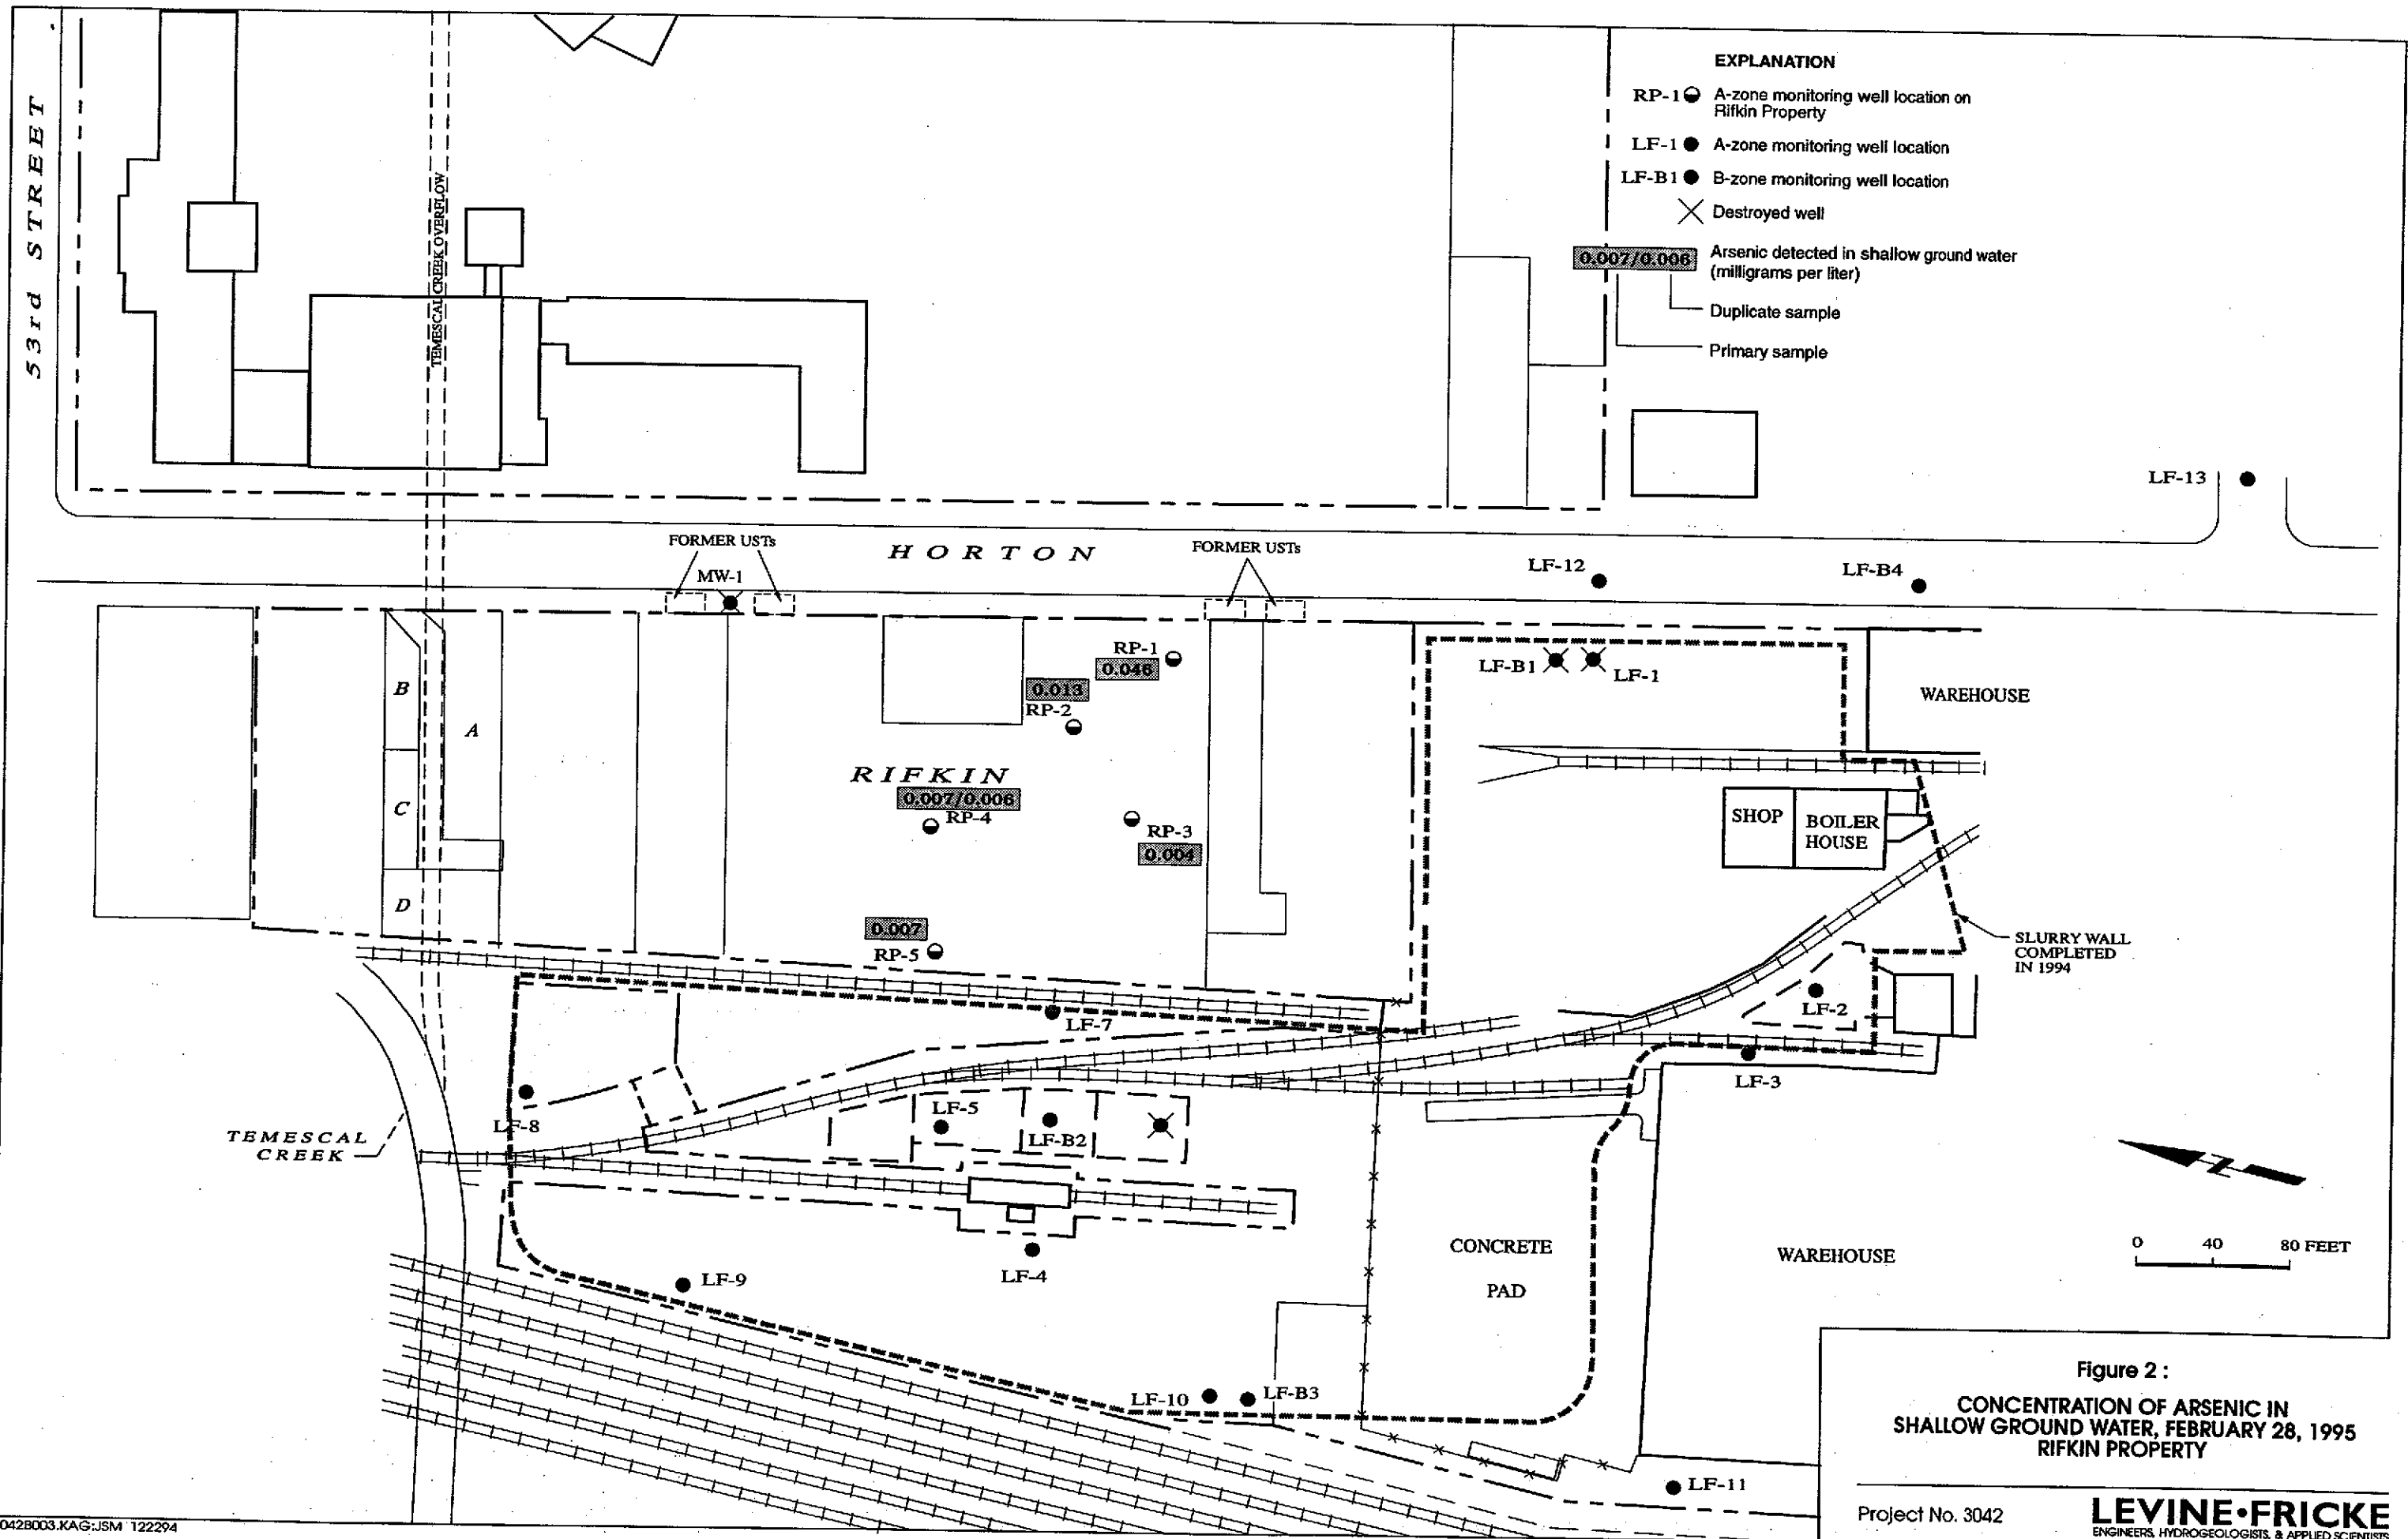 53rd STREET
TEMESCAL CREEK OVERFLOW
EXPLANATION
RP-1 A-zone monitoring well location on
Rifkin Property
LF-1 A-zone monitoring well location
LF-B1 B-zone monitoring well location
Destroyed well
0.007/0.006 Arsenic detected in shallow ground water
(milligrams per liter)
Duplicate sample
Primary sample
LF-13
HORTON
FORMER USTs
MW-1
FORMER USTs
LF-12
LF-B4
RP-1
0.046
0.013
RP-2
LF-B1
LF-1
WAREHOUSE
B
A
C
D
RIFKIN
0.007/0.006
RP-4
RP-3
0.004
SHOP
BOILER
HOUSE
0.007
RP-5
SLURRY WALL
COMPLETED
IN 1994
LF-2
LF-7
LF-3
LF-8
LF-5
LF-B2
TEMESCAL
CREEK
LF-9
LF-4
CONCRETE
PAD
WAREHOUSE
0 40 80 FEET
LF-10
LF-B3
LF-11
Figure 2 :
CONCENTRATION OF ARSENIC IN
SHALLOW GROUND WATER, FEBRUARY 28, 1995
RIFKIN PROPERTY
Project No. 3042
LEVINE•FRICKE
ENGINEERS, HYDROGEOLOGISTS, & APPLIED SCIENTISTS
0428003.KAG:JSM 122294